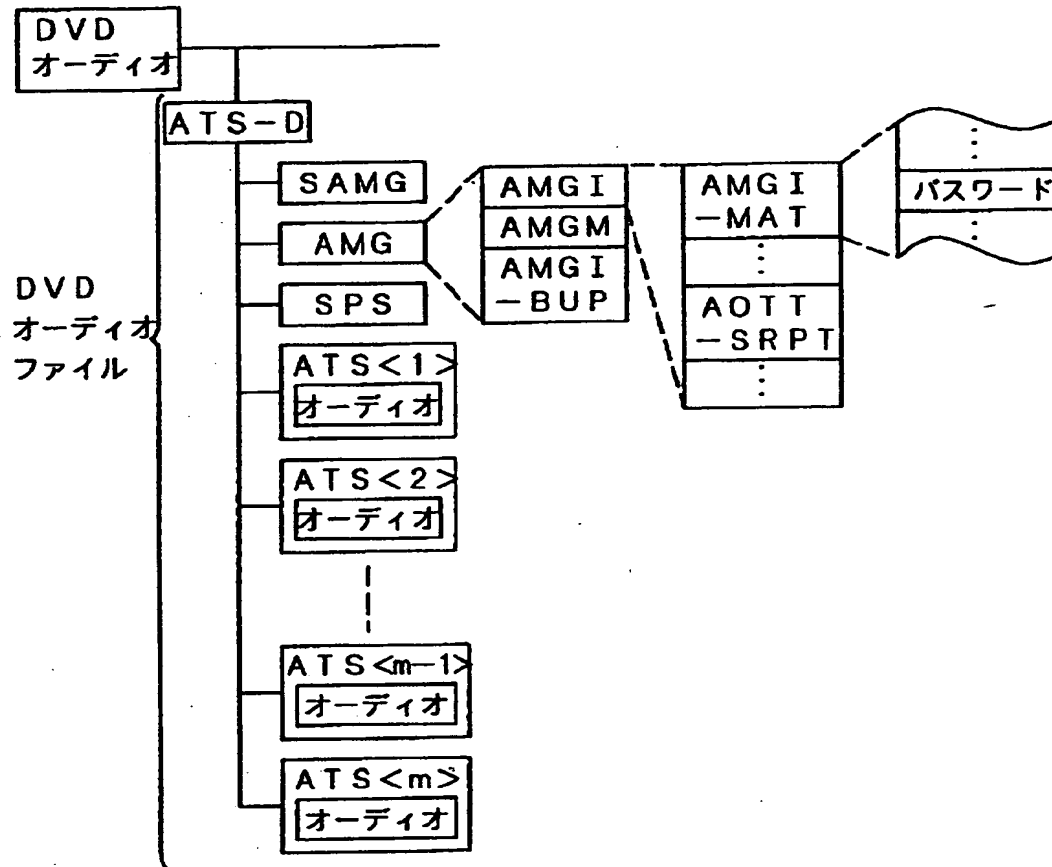 DVD
オーディオ
ATS-D
SAMG
AMG
SPS
ATS<1>
オーディオ
ATS<2>
オーディオ
ATS<m-1>
オーディオ
ATS<m>
オーディオ
DVD
オーディオ
ファイル
AMGI
AMGM
AMGI
-BUP
AMGI
-MAT
AOTT
-SRPT
パスワード